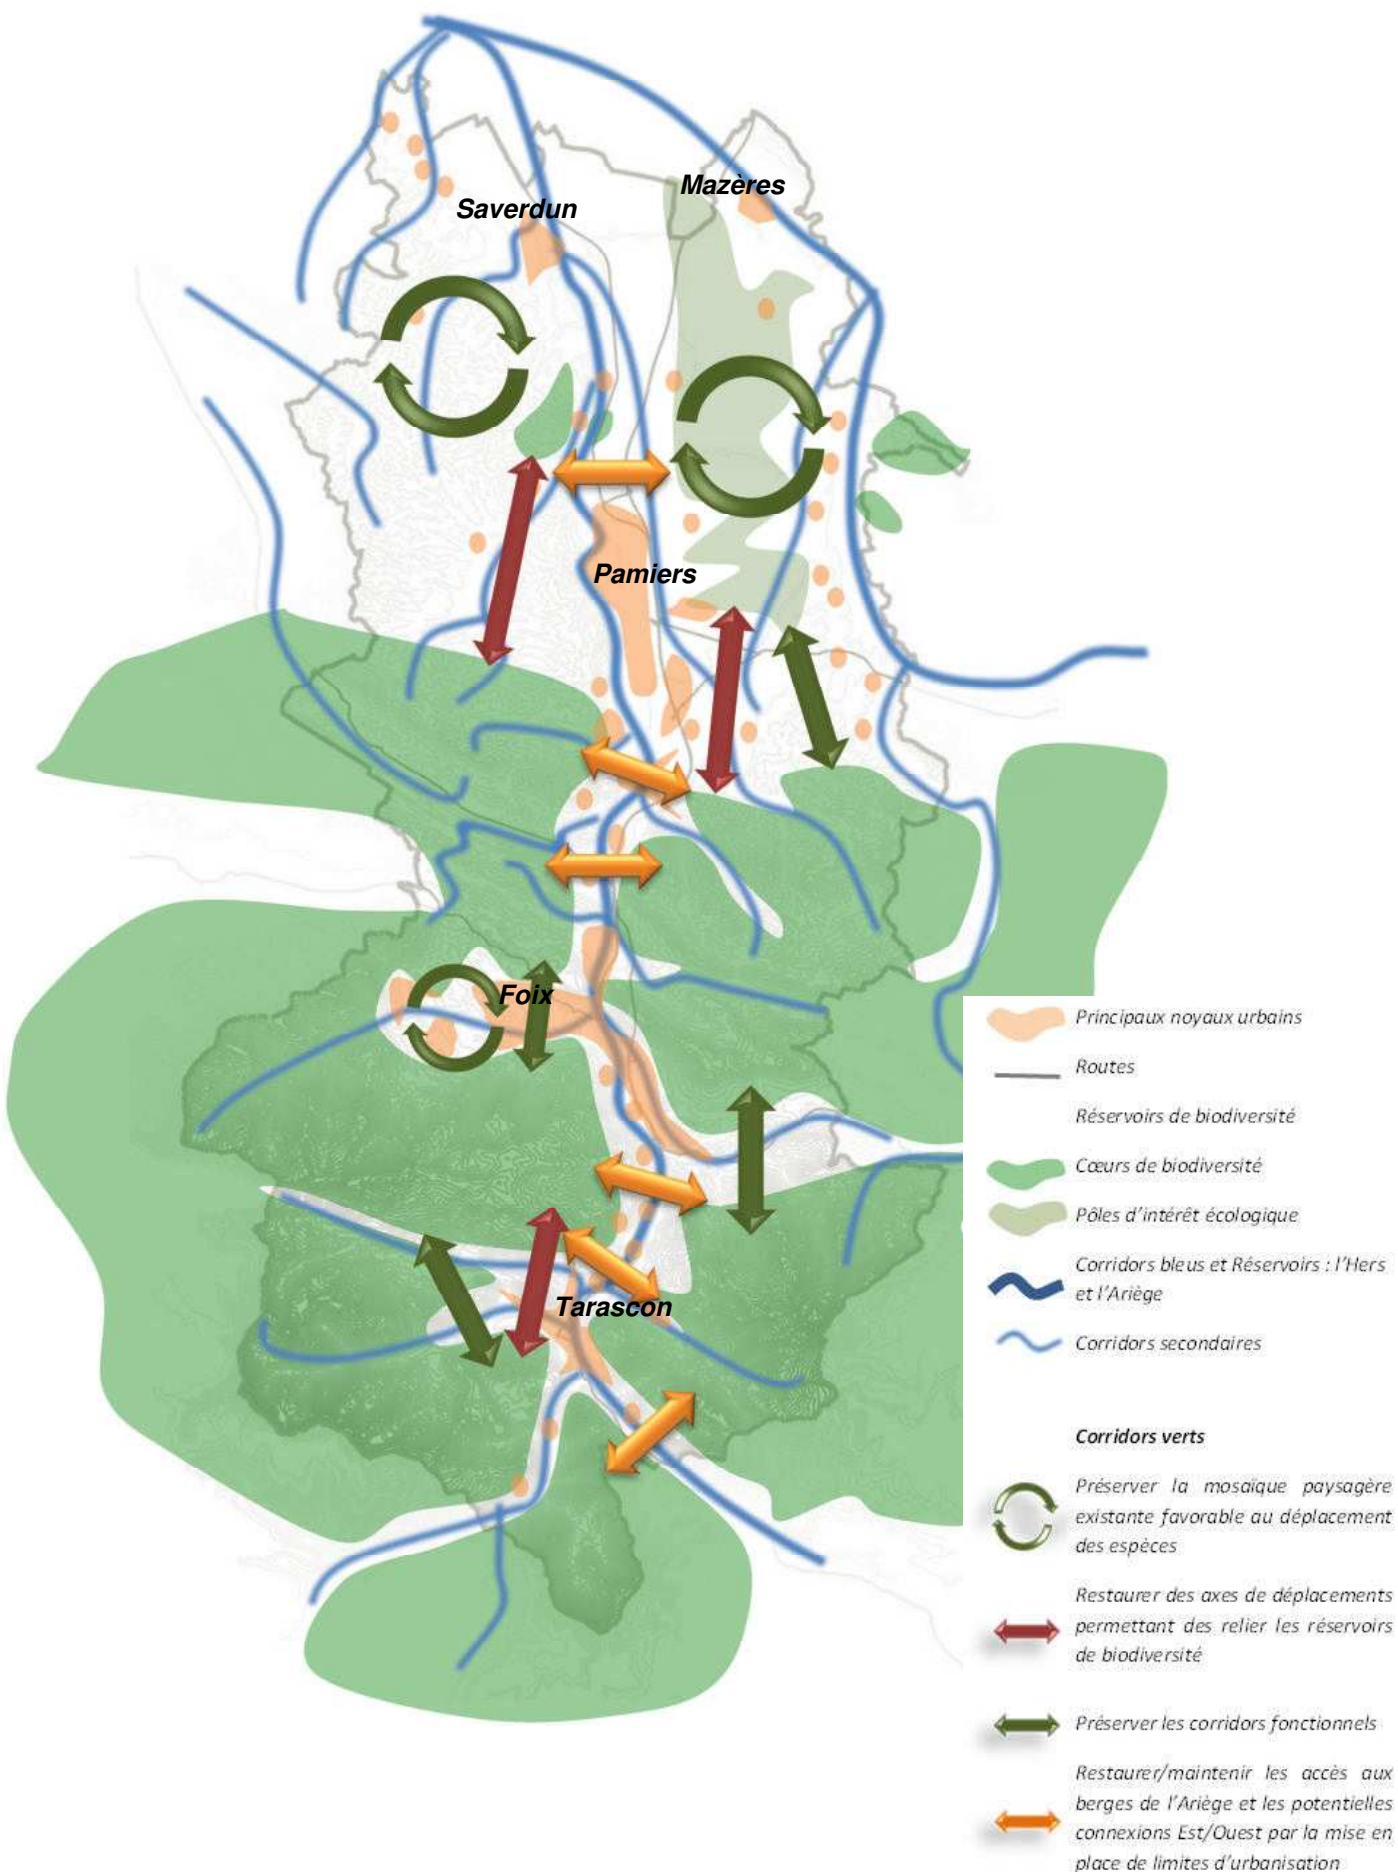 Mazères
Saverdun
Pamiers
Foix
Tarascon
Principaux noyaux urbains
Routes
Réservoirs de biodiversité
Cœurs de biodiversité
Pôles d'intérêt écologique
Corridors bleus et Réservoirs : l'Hers
et l'Ariège
Corridors secondaires
Corridors verts
Préserver la mosaïque paysagère
existante favorable au déplacement
des espèces
Restaurer des axes de déplacements
permettant des relier les réservoirs
de biodiversité
Préserver les corridors fonctionnels
Restaurer/maintenir les accès aux
berges de l'Ariège et les potentielles
connexions Est/Ouest par la mise en
place de limites d'urbanisation